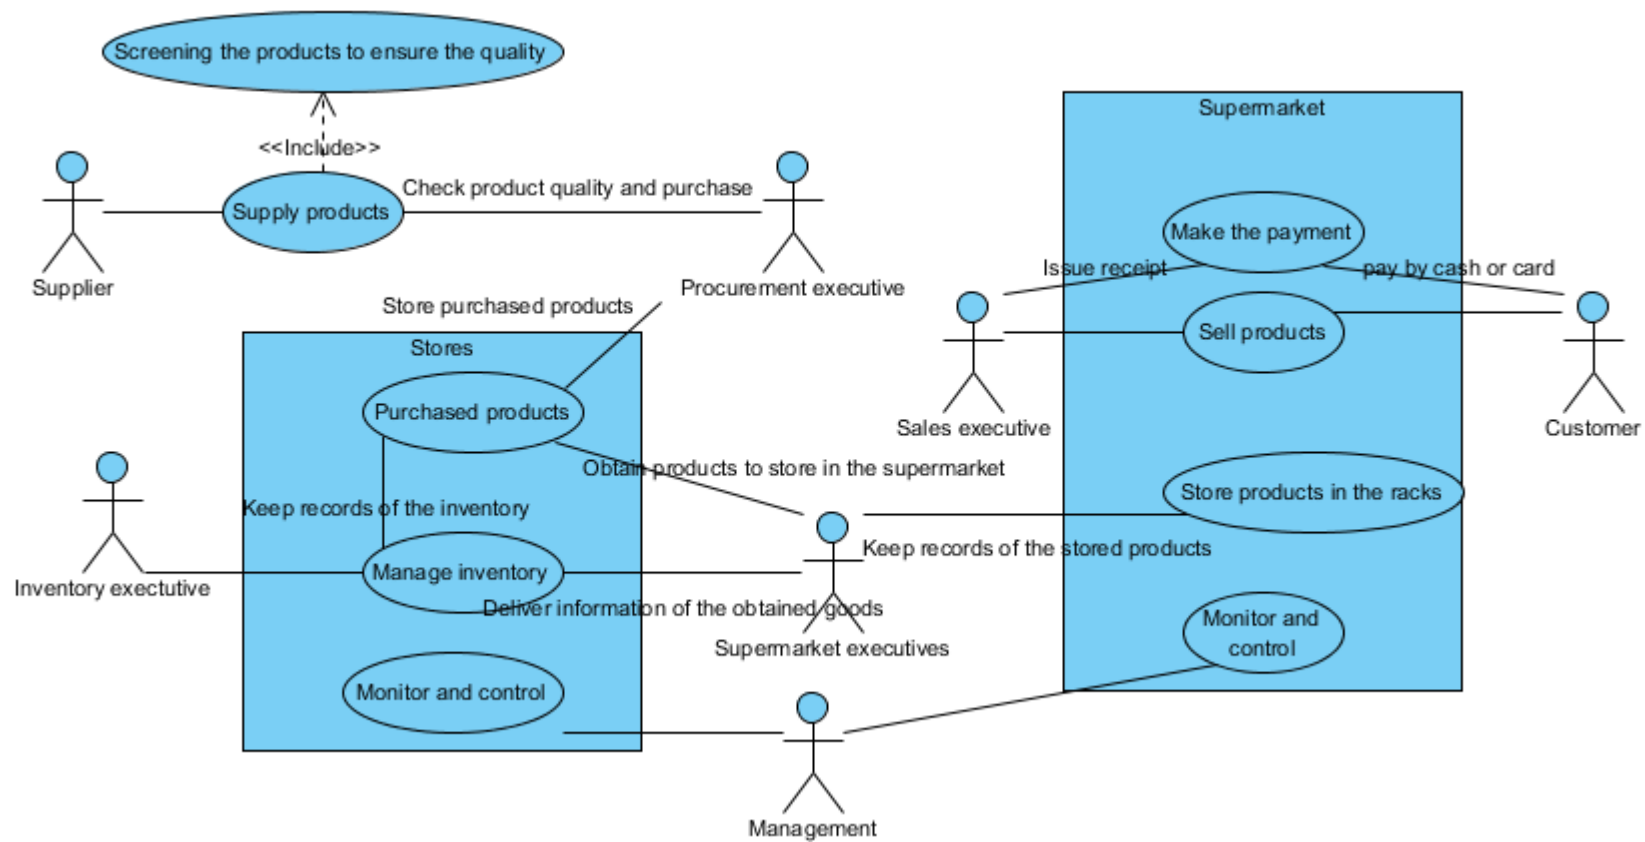 Screening the products to ensure the quality
<<Include>>
Supply products
Check product quality and purchase
Supplier
Procurement executive
Supermarket
Make the payment
Issue receipt
pay by cash or card
Sell products
Sales executive
Customer
Store purchased products
Stores
Purchased products
Obtain products to store in the supermarket
Store products in the racks
Keep records of the inventory
Keep records of the stored products
Inventory exectutive
Manage inventory
Deliver information of the obtained goods
Supermarket executives
Monitor and
control
Monitor and control
Management